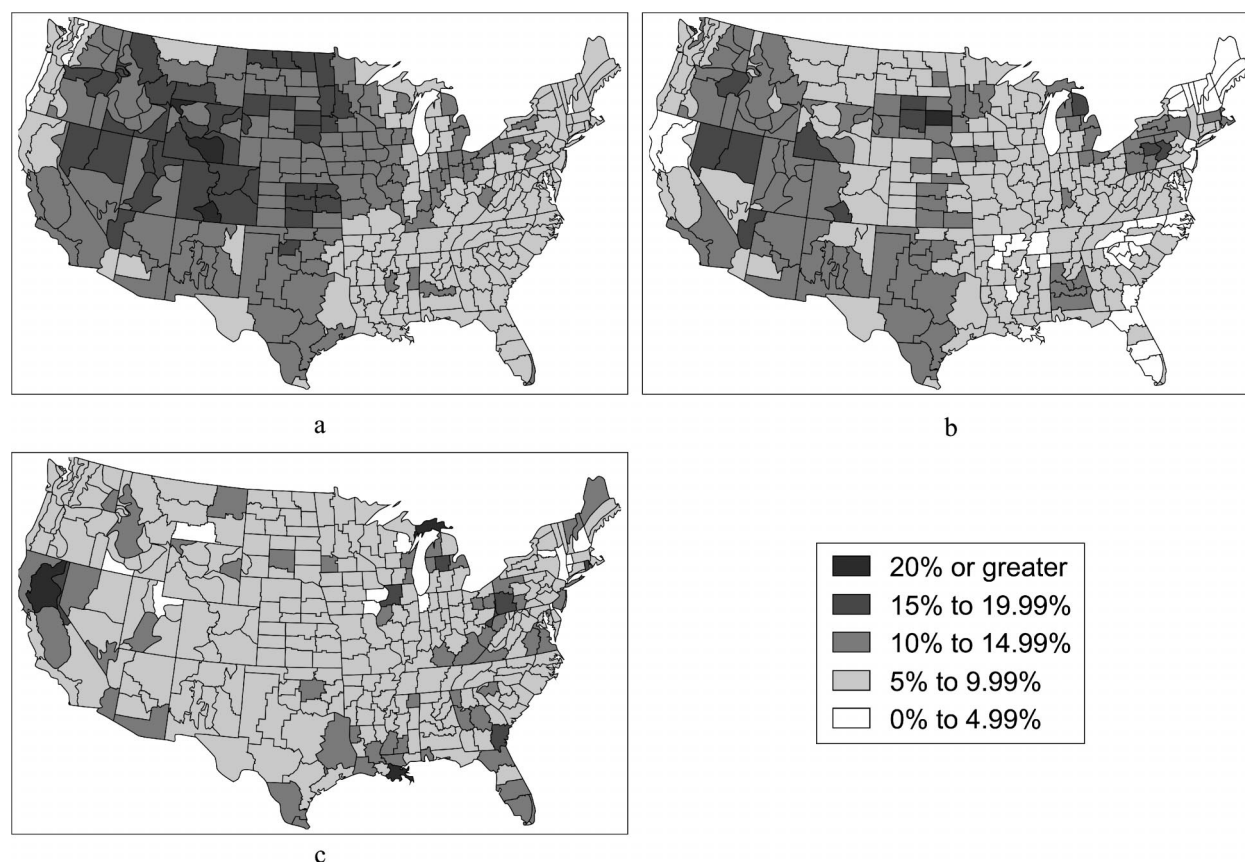 a
b
20% or greater
15% to 19.99%
10% to 14.99%
5% to 9.99%
0% to 4.99%
c